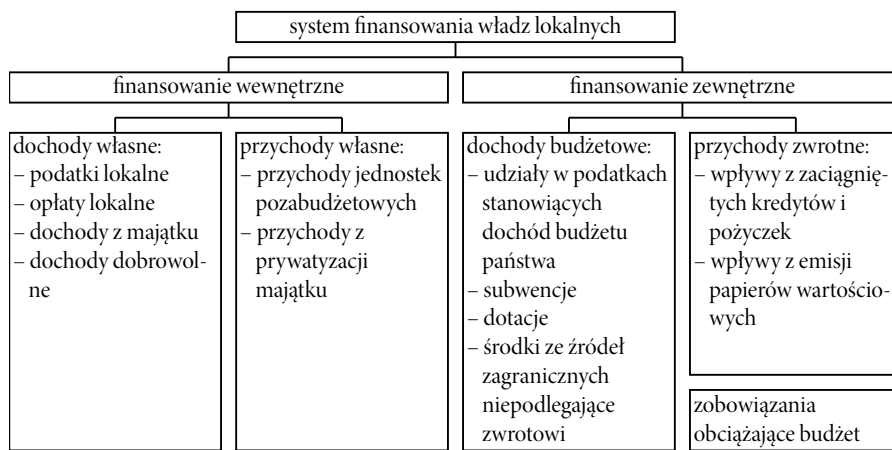 system finansowania władz lokalnych
finansowanie wewnętrzne
finansowanie zewnętrzne
dochody własne:
– podatki lokalne
– opłaty lokalne
– dochody z majątku
– dochody dobrowol-
ne
przychody własne:
– przychody jednostek
pozabudżetowych
– przychody z
prywatyzacji
majątku
dochody budżetowe:
– udziały w podatkach
stanowiących
dochód budżetu
państwa
– subwencje
– dotacje
– środki ze źródeł
zagranicznych
niepodlegające
zwrotowi
przychody zwrotne:
– wpływy z zaciągnię-
tych kredytów i
pożyczek
– wpływy z emisji
papierów wartościo-
wych
zobowiązania
obciążające budżet